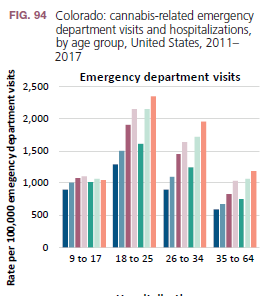 FIG. 94 Colorado: cannabis-related emergency
department visits and hospitalizations,
by age group, United States, 2011–
2017
Emergency department visits
Rate per 100,000 emegency department visits
2,500
2,000
1,500
1,000
500
0
9 to 17 18 to 25 26 to 34 35 to 64